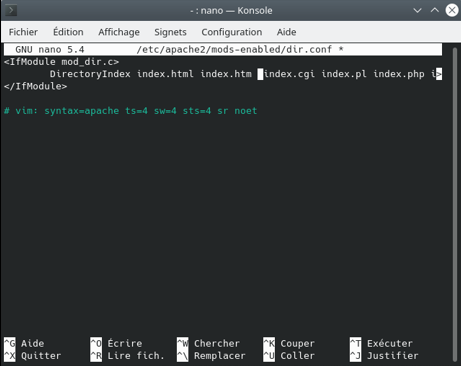 - : nano — Konsole
Fichier Édition Affichage Signets Configuration Aide
GNU nano 5.4 /etc/apache2/mods-enabled/dir.conf *
<IfModule mod_dir.c>
DirectoryIndex index.html index.htm index.cgi index.pl index.php i>
</IfModule>
# vim: syntax=apache ts=4 sw=4 sts=4 sr noet
^G Aide ^O Écrire ^W Chercher ^K Couper ^T Exécuter
^X Quitter ^R Lire fich. ^\ Remplacer ^U Coller ^J Justifier